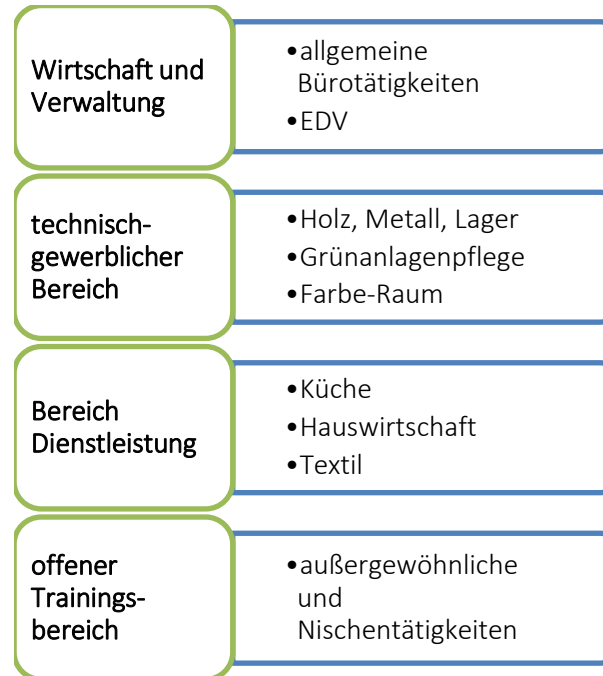 Wirtschaft und
Verwaltung
•allgemeine
Bürotätigkeiten
•EDV
technisch-
gewerblicher
Bereich
•Holz, Metall, Lager
•Grünanlagenpflege
•Farbe-Raum
Bereich
Dienstleistung
•Küche
•Hauswirtschaft
•Textil
offener
Trainings-
bereich
•außergewöhnliche
und
Nischentätigkeiten